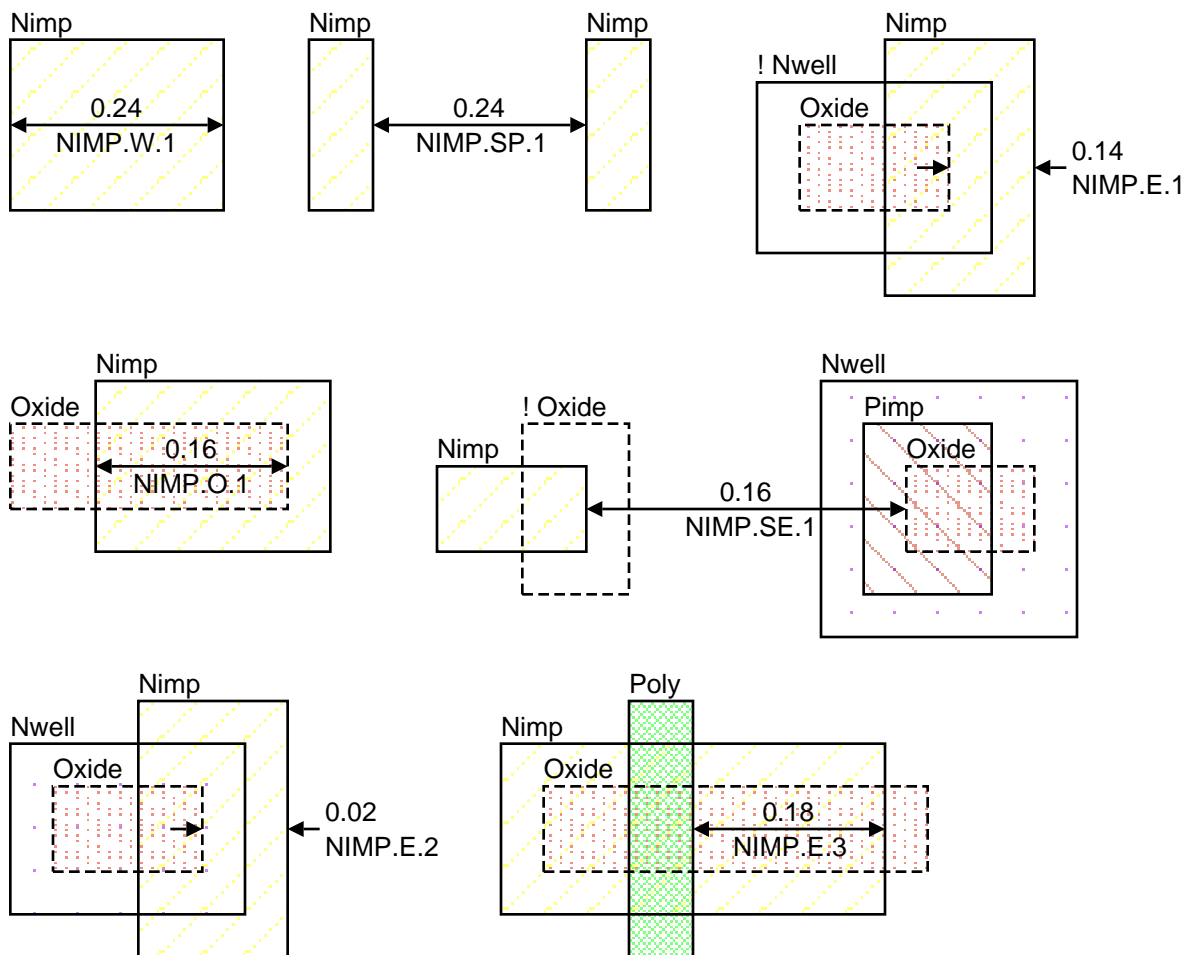 Nimp
0.24
NIMP.W.1
Nimp
Nimp
0.24
NIMP.SP.1
Nimp
! Nwell
Oxide
0.14
NIMP.E.1
Nimp
Oxide
0.16
NIMP.O.1
! Oxide
Nimp
0.16
NIMP.SE.1
Nwell
Pimp
Oxide
Nimp
Nwell
Oxide
0.02
NIMP.E.2
Poly
Nimp
Oxide
0.18
NIMP.E.3